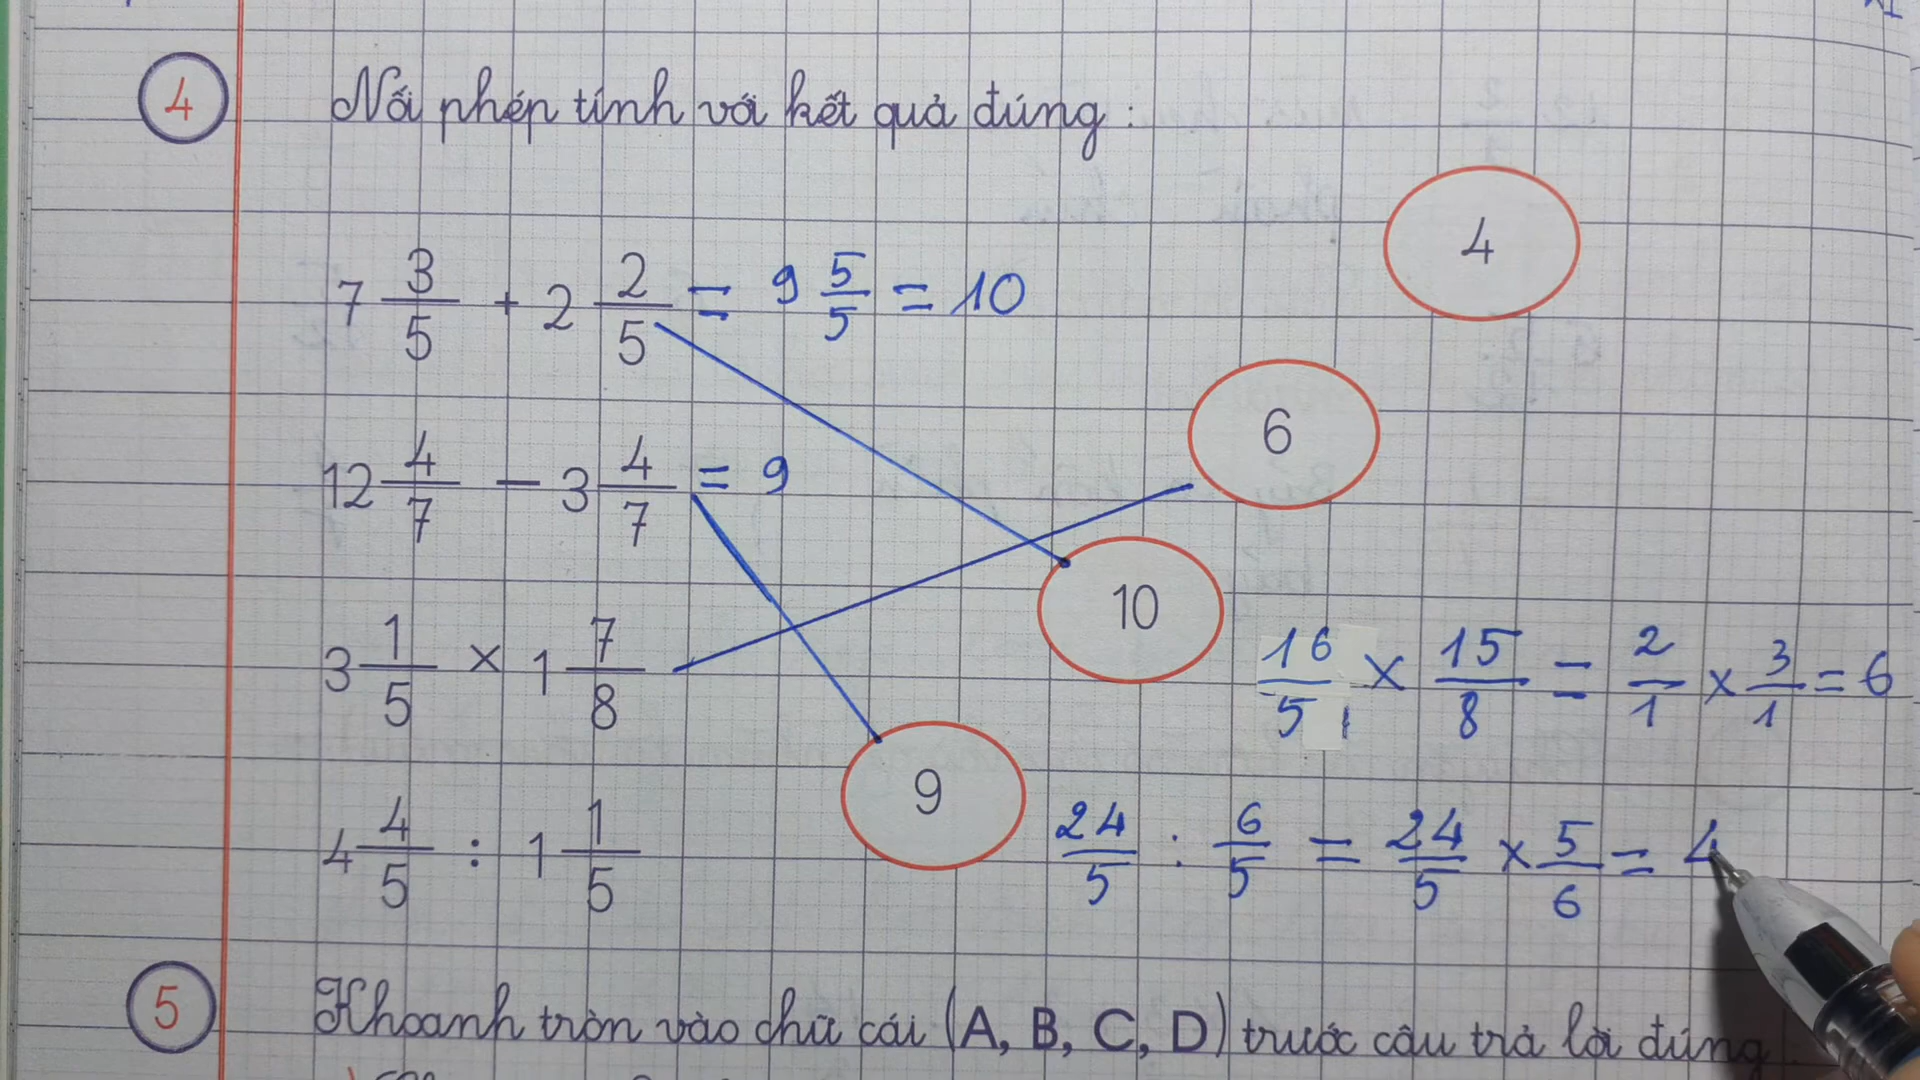 4 Nối phép tính với kết quả đúng :
4
7 3/5 + 2 2/5 = 9 5/5 = 10
6
12 4/7 − 3 4/7 = 9
10
3 1/5 × 1 7/8
16/5 × 15/8 = 2/1 × 3/1 = 6
9
4 4/5 : 1 1/5
24/5 : 6/5 = 24/5 × 5/6 = 4
5 Khoanh tròn vào chữ cái (A, B, C, D) trước câu trả lời đúng